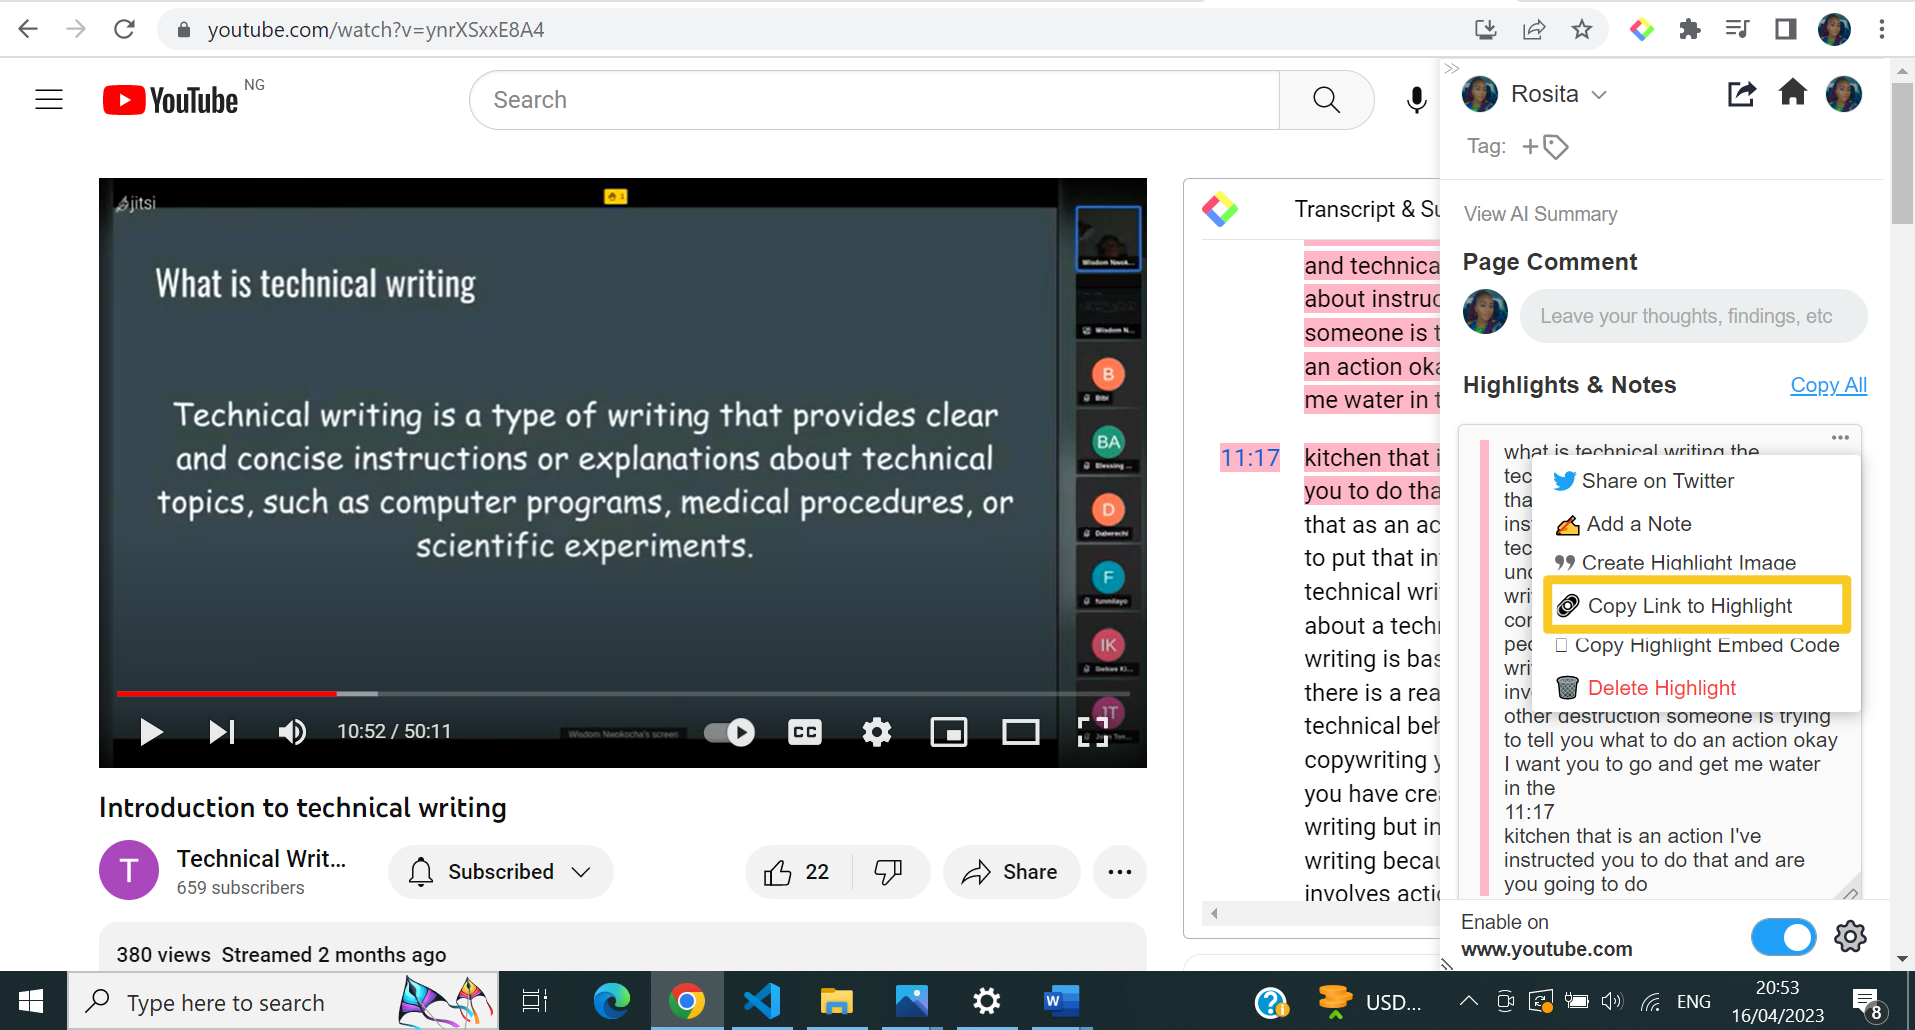 youtube.com/watch?v=ynrXSxxE8A4
YouTube NG
Search
Rosita
Tag: +
View AI Summary
Page Comment
Leave your thoughts, findings, etc
Highlights & Notes
Copy All
jitsi
What is technical writing
Technical writing is a type of writing that provides clear
and concise instructions or explanations about technical
topics, such as computer programs, medical procedures, or
scientific experiments.
Wisdom Nwok...
Wisdom N...
B
Bibi
BA
Blessing ...
D
Daberechi
F
funmilayo
IK
JT
10:52 / 50:11
Wisdom Nwokocha's screen
CC
Transcript & Su
and technica
about instruc
someone is t
an action oka
me water in t
11:17
kitchen that i
you to do tha
that as an ac
to put that in
technical writ
about a techn
writing is bas
there is a rea
technical beh
copywriting y
you have crea
writing but in
writing becau
involves actio
what is technical writing the
tec
tha
ins
tec
und
writ
con
peo
writ
inv
Share on Twitter
Add a Note
Create Highlight Image
Copy Link to Highlight
Copy Highlight Embed Code
Delete Highlight
other destruction someone is trying
to tell you what to do an action okay
I want you to go and get me water
in the
11:17
kitchen that is an action I've
instructed you to do that and are
you going to do
Enable on
www.youtube.com
Introduction to technical writing
T
Technical Writ...
659 subscribers
Subscribed
22
Share
380 views Streamed 2 months ago
Type here to search
USD...
ENG
20:53
16/04/2023
8